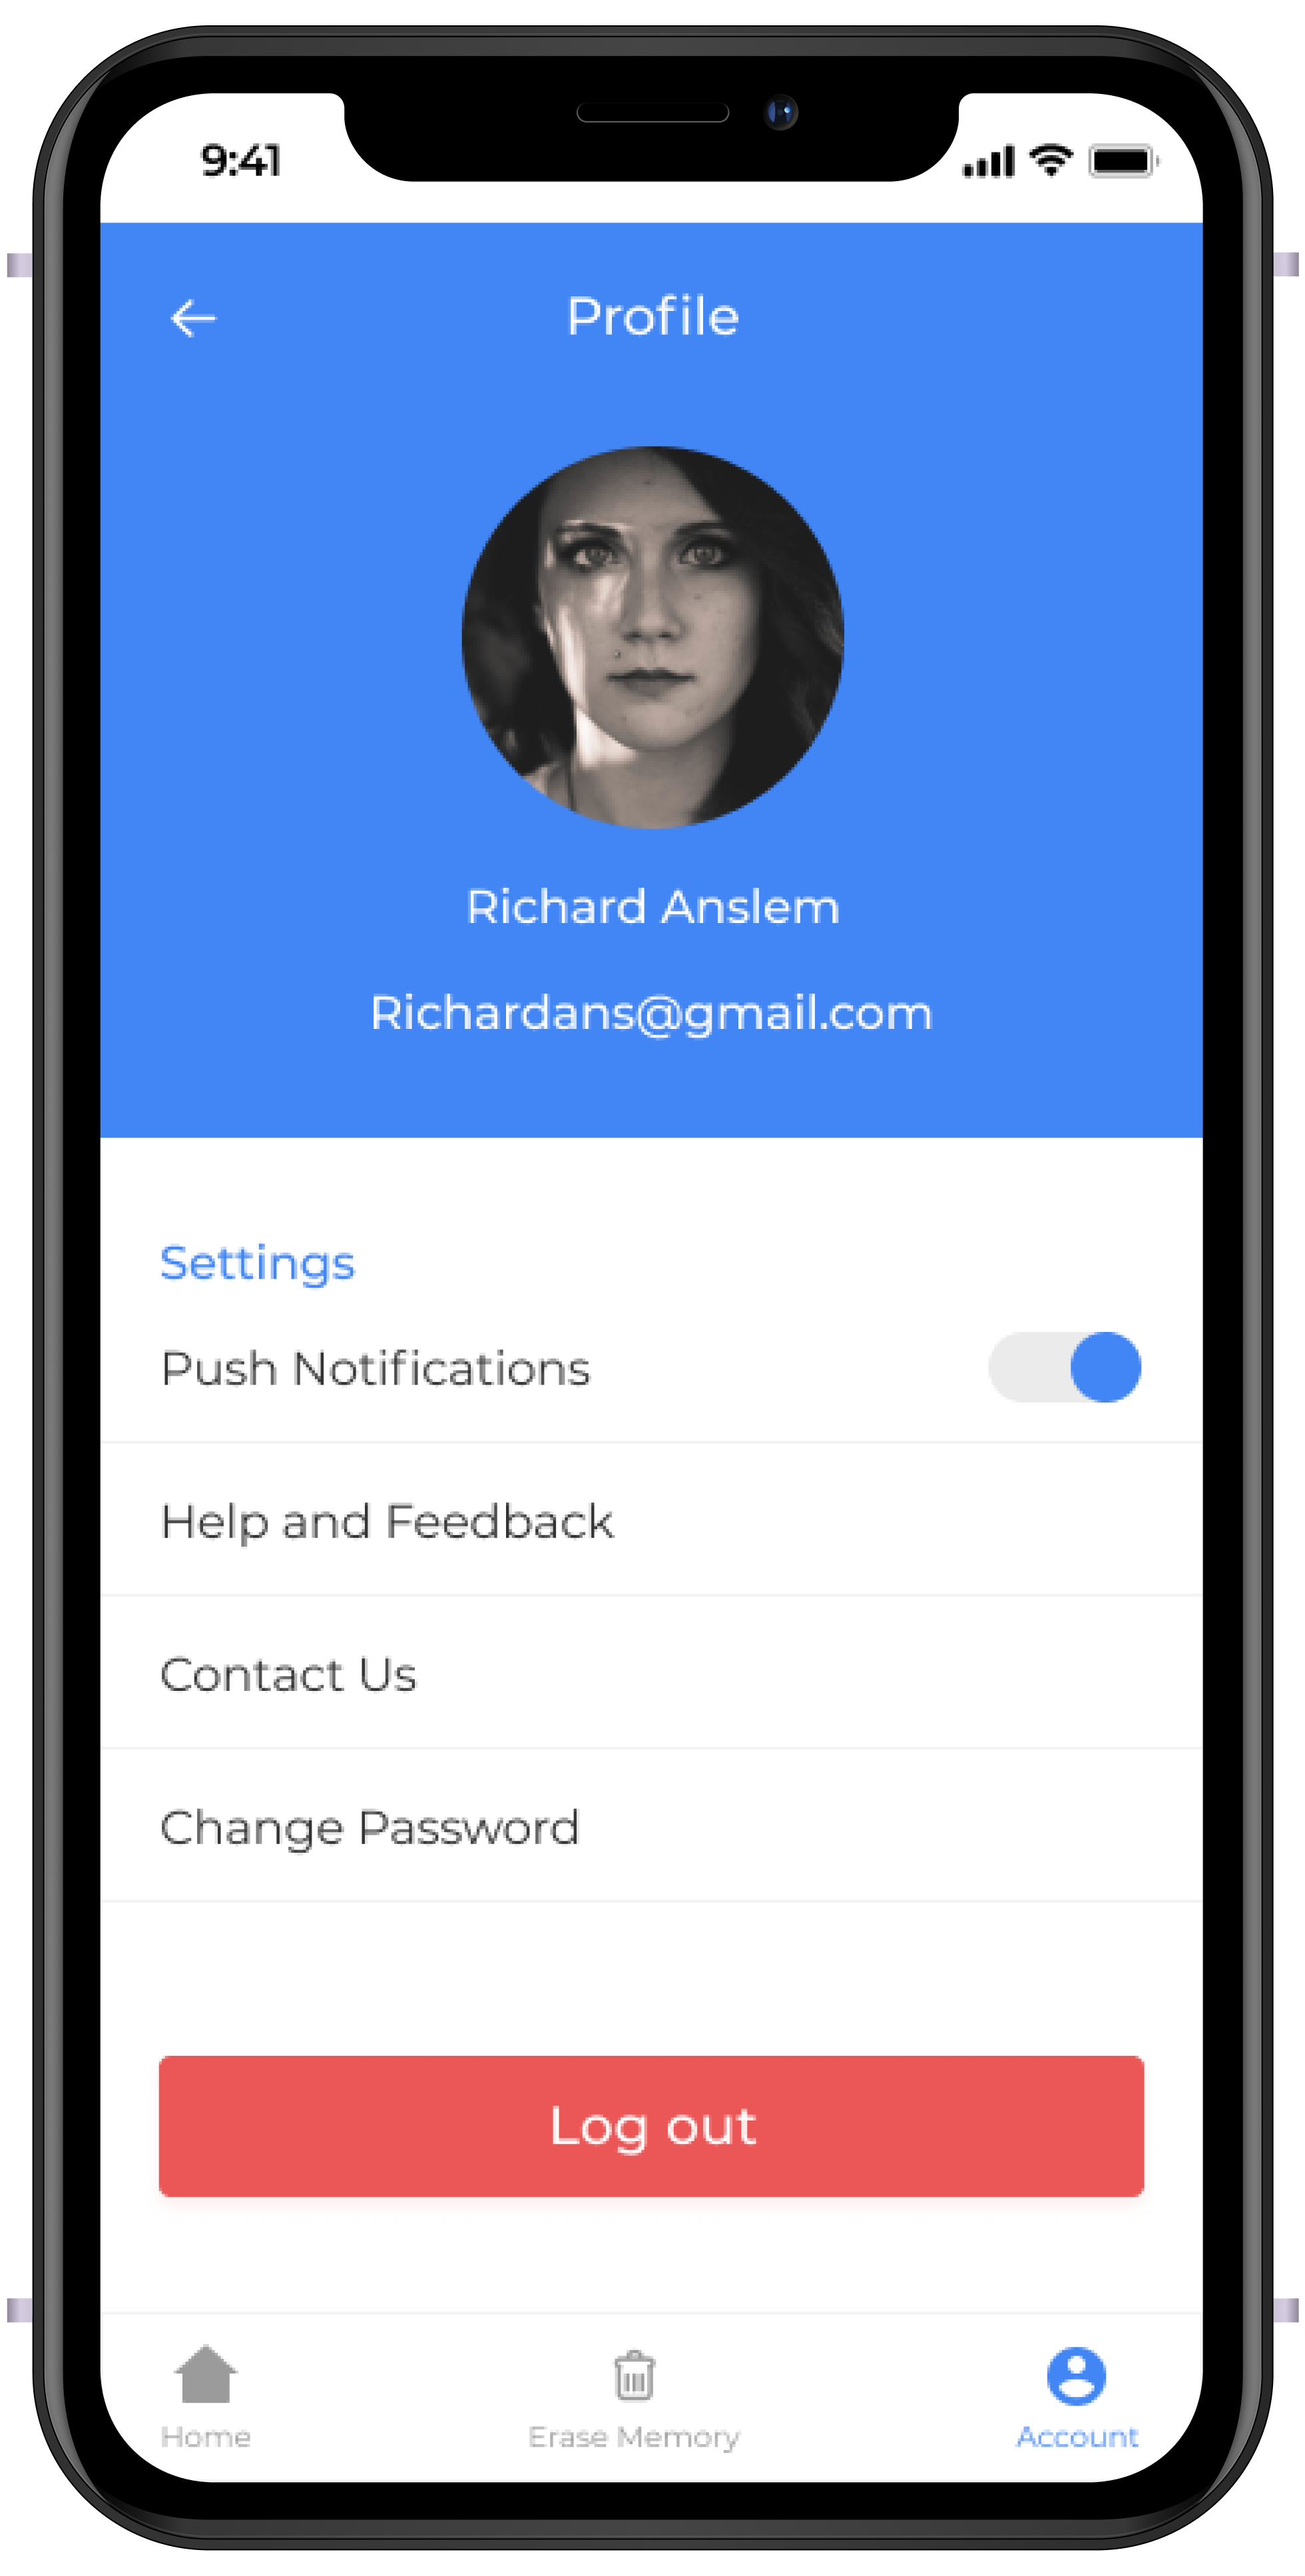 9:41
Profile
Richard Anslem
Richardans@gmail.com
Settings
Push Notifications
Help and Feedback
Contact Us
Change Password
Log out
Home
Erase Memory
Account